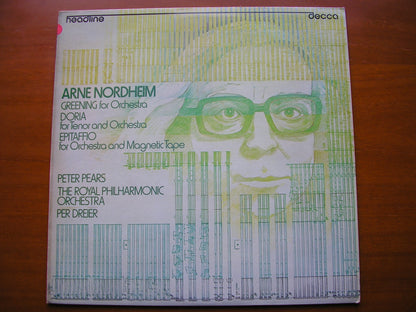 headline
decca
ARNE NORDHEIM
GREENING for Orchestra
DORIA
for Tenor and Orchestra
EPITAFFIO
for Orchestra and Magnetic Tape
PETER PEARS
THE ROYAL PHILHARMONIC
ORCHESTRA
PER DREIER